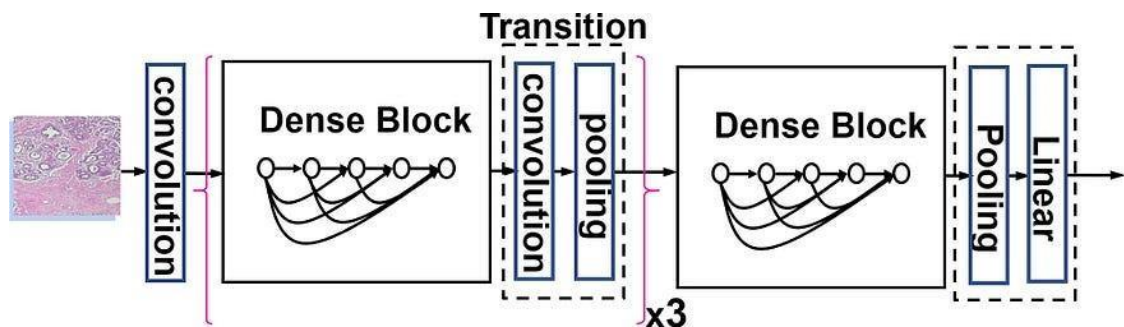 Transition
convolution
Dense Block
convolution
pooling
x3
Dense Block
Pooling
Linear